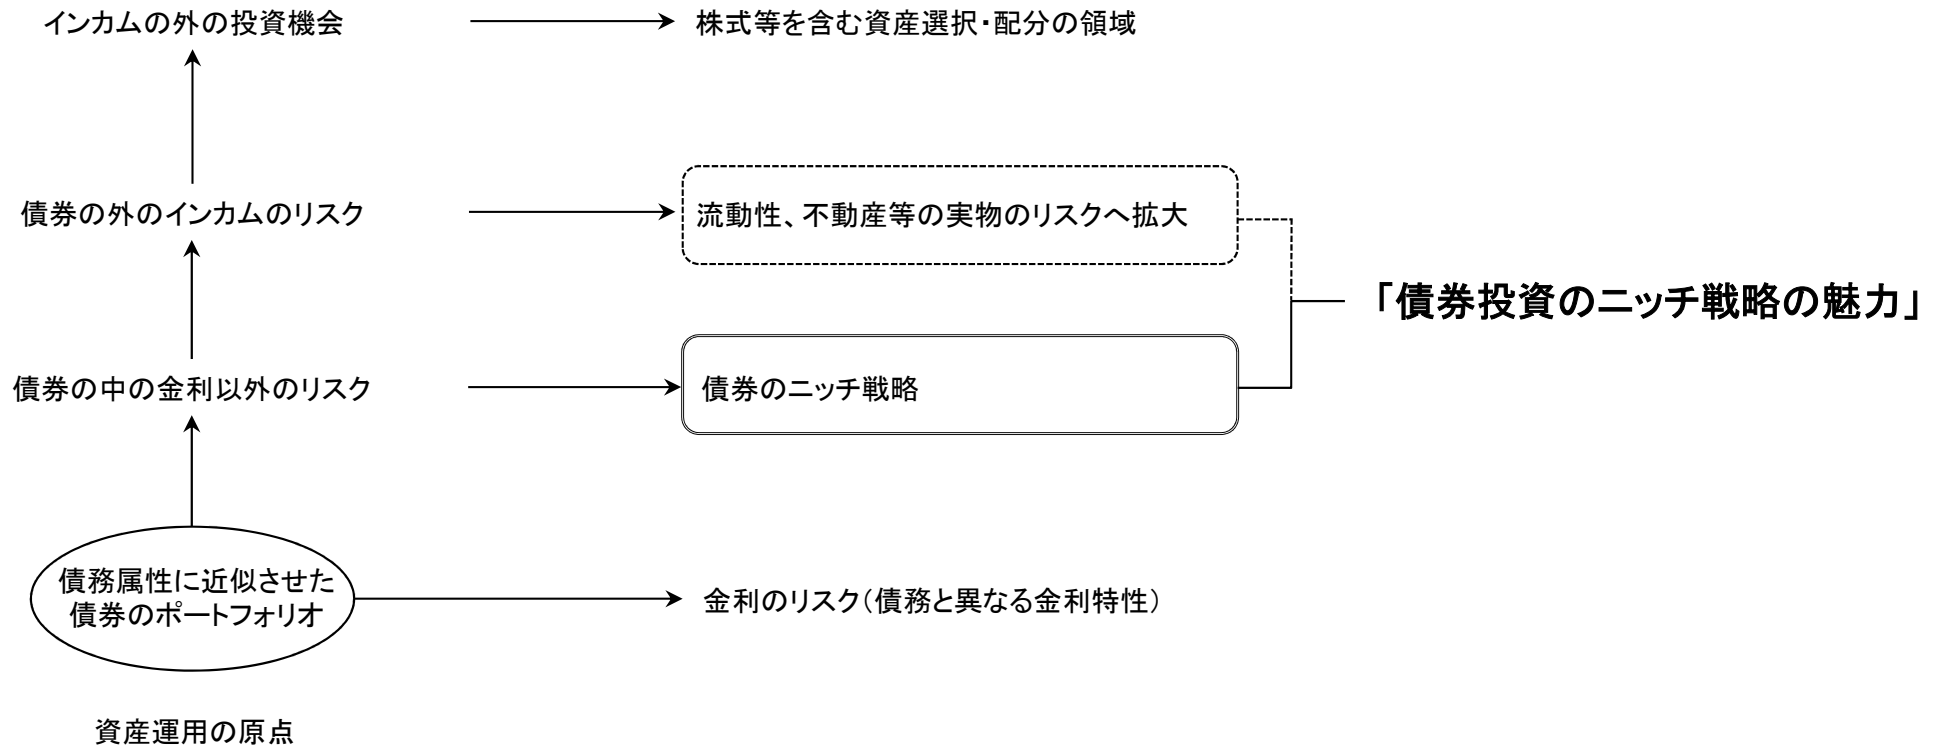 インカムの外の投資機会
株式等を含む資産選択・配分の領域
債券の外のインカムのリスク
流動性、不動産等の実物のリスクへ拡大
「債券投資のニッチ戦略の魅力」
債券の中の金利以外のリスク
債券のニッチ戦略
債務属性に近似させた
債券のポートフォリオ
金利のリスク(債務と異なる金利特性)
資産運用の原点